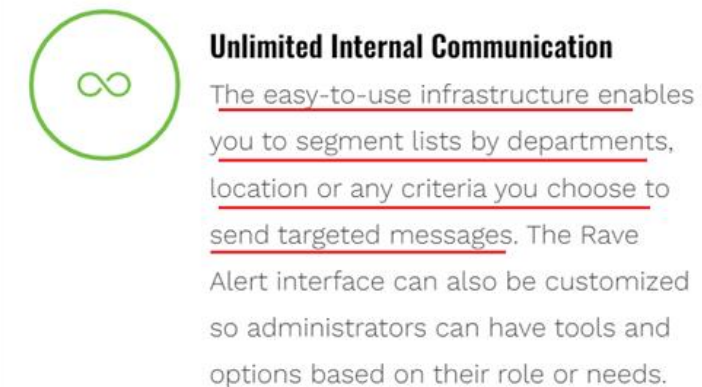 Unlimited Internal Communication
The easy-to-use infrastructure enables
you to segment lists by departments,
location or any criteria you choose to
send targeted messages. The Rave
Alert interface can also be customized
so administrators can have tools and
options based on their role or needs.